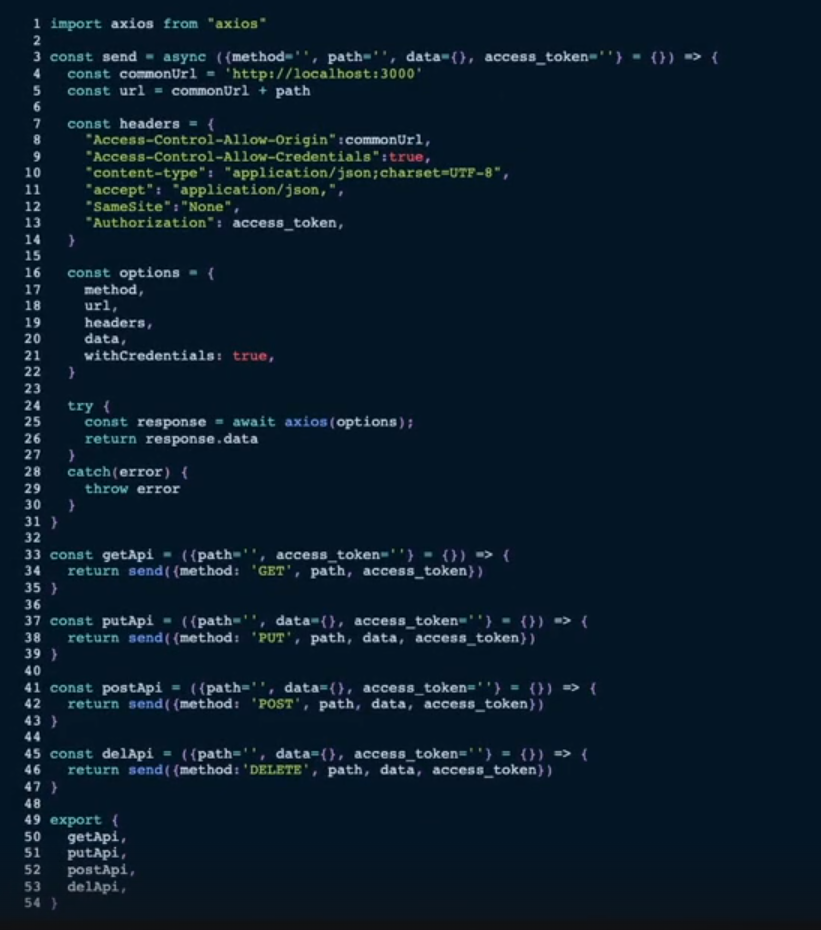 1 import axios from "axios"
2
3 const send = async ({method='', path='', data={}, access_token=''} = {}) => {
4   const commonUrl = 'http://localhost:3000'
5   const url = commonUrl + path
6
7   const headers = {
8     "Access-Control-Allow-Origin":commonUrl,
9     "Access-Control-Allow-Credentials":true,
10     "content-type": "application/json;charset=UTF-8",
11     "accept": "application/json,",
12     "SameSite":"None",
13     "Authorization": access_token,
14   }
15
16   const options = {
17     method,
18     url,
19     headers,
20     data,
21     withCredentials: true,
22   }
23
24   try {
25     const response = await axios(options);
26     return response.data
27   }
28   catch(error) {
29     throw error
30   }
31 }
32
33 const getApi = ({path='', access_token=''} = {}) => {
34   return send({method: 'GET', path, access_token})
35 }
36
37 const putApi = ({path='', data={}, access_token=''} = {}) => {
38   return send({method: 'PUT', path, data, access_token})
39 }
40
41 const postApi = ({path='', data={}, access_token=''} = {}) => {
42   return send({method: 'POST', path, data, access_token})
43 }
44
45 const delApi = ({path='', data={}, access_token=''} = {}) => {
46   return send({method:'DELETE', path, data, access_token})
47 }
48
49 export {
50   getApi,
51   putApi,
52   postApi,
53   delApi,
54 }